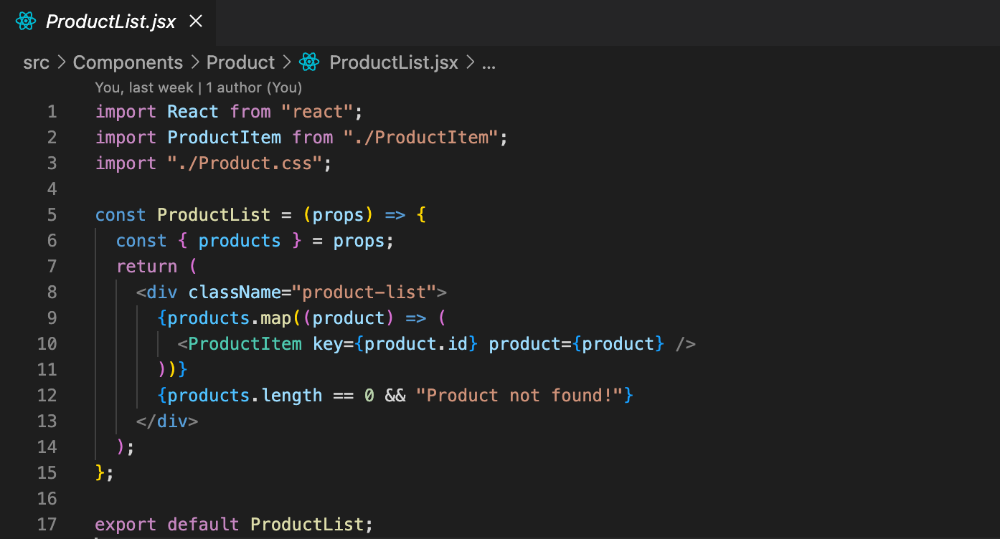 ProductList.jsx ×
src > Components > Product > ProductList.jsx > ...
You, last week | 1 author (You)
1 import React from "react";
2 import ProductItem from "./ProductItem";
3 import "./Product.css";
4
5 const ProductList = (props) => {
6   const { products } = props;
7   return (
8     <div className="product-list">
9       {products.map((product) => (
10         <ProductItem key={product.id} product={product} />
11       ))}
12       {products.length == 0 && "Product not found!"}
13     </div>
14   );
15 };
16
17 export default ProductList;